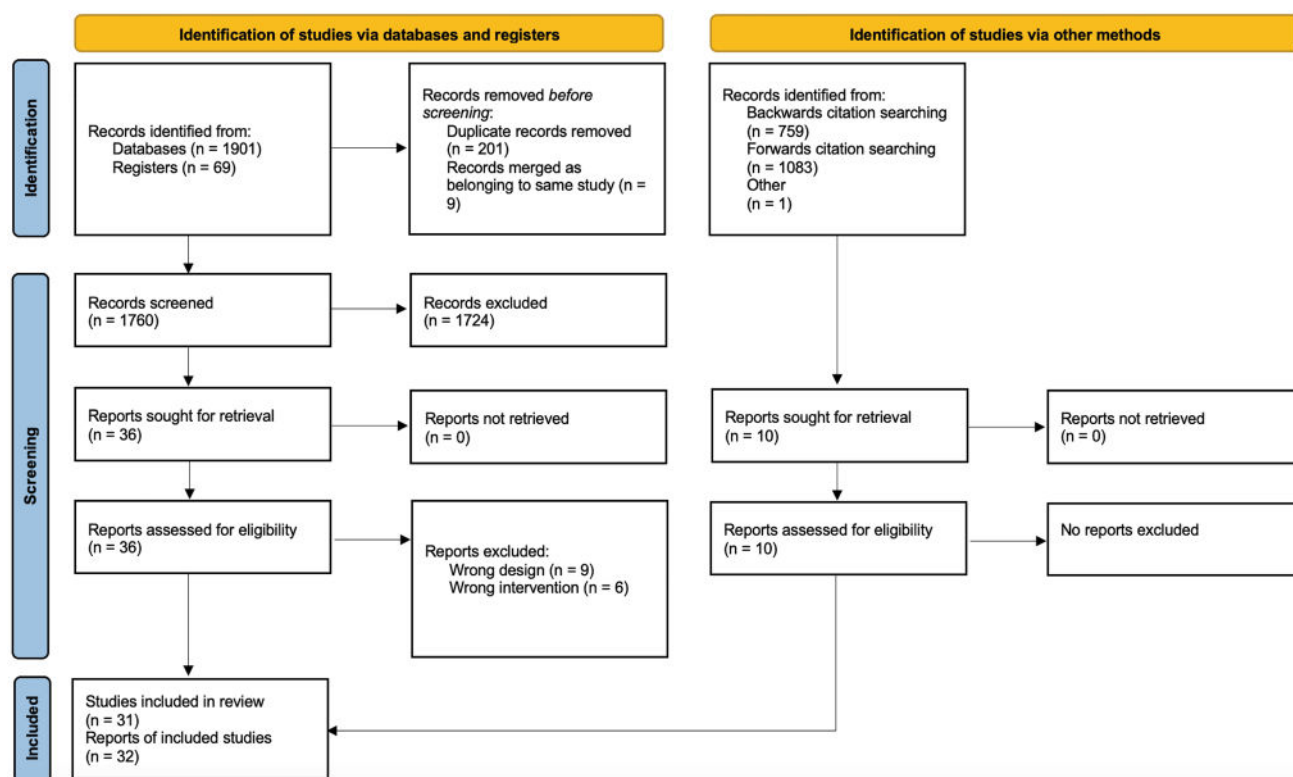 Identification of studies via databases and registers
Identification of studies via other methods
Identification
Records identified from:
Databases (n = 1901)
Registers (n = 69)
Records removed before
screening:
Duplicate records removed
(n = 201)
Records merged as
belonging to same study (n =
9)
Records identified from:
Backwards citation searching
(n = 759)
Forwards citation searching
(n = 1083)
Other
(n = 1)
Screening
Records screened
(n = 1760)
Records excluded
(n = 1724)
Reports sought for retrieval
(n = 36)
Reports not retrieved
(n = 0)
Reports sought for retrieval
(n = 10)
Reports not retrieved
(n = 0)
Reports assessed for eligibility
(n = 36)
Reports excluded:
Wrong design (n = 9)
Wrong intervention (n = 6)
Reports assessed for eligibility
(n = 10)
No reports excluded
Included
Studies included in review
(n = 31)
Reports of included studies
(n = 32)